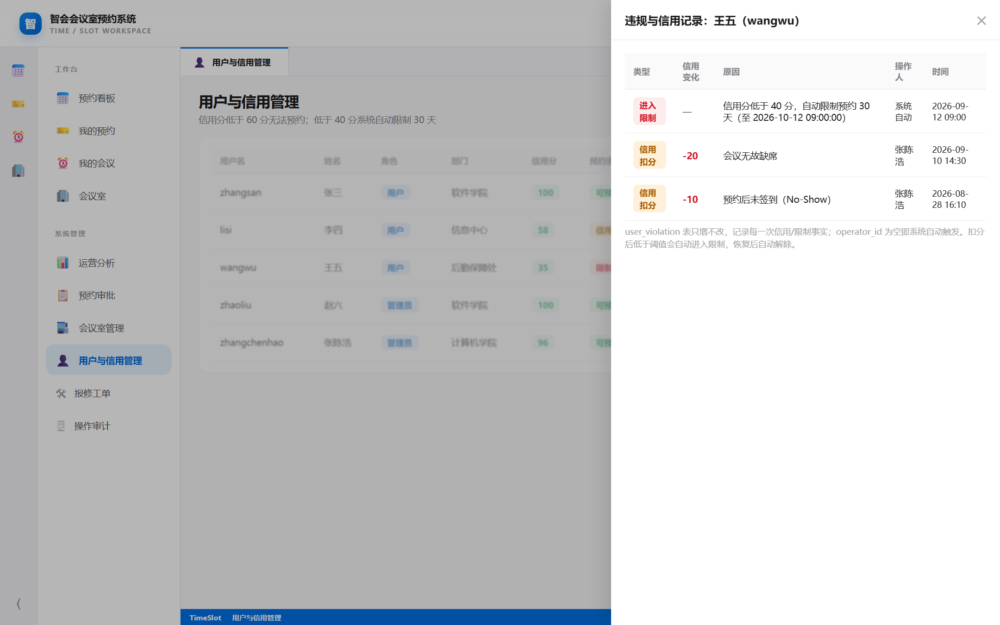 智
智会会议室预约系统
TIME / SLOT WORKSPACE
工作台
预约看板
我的预约
我的会议
会议室
系统管理
运营分析
预约审批
会议室管理
用户与信用管理
报修工单
操作审计
用户与信用管理
用户与信用管理
信用分低于 60 分无法预约；低于 40 分系统自动限制 30 天
用户名 姓名 角色 部门 信用分 预约资
zhangsan 张三 用户 软件学院 100 可预
lisi 李四 用户 信息中心 58 信用
wangwu 王五 用户 后勤保障处 35 限制
zhaoliu 赵六 管理员 软件学院 100 可预
zhangchenhao 张陈浩 管理员 计算机学院 96 可预
TimeSlot 用户与信用管理
违规与信用记录：王五（wangwu）
类型 信用变化 原因 操作人 时间
进入限制 — 信用分低于 40 分，自动限制预约 30 天（至 2026-10-12 09:00:00） 系统自动 2026-09-12 09:00
信用扣分 -20 会议无故缺席 张陈浩 2026-09-10 14:30
信用扣分 -10 预约后未签到（No-Show） 张陈浩 2026-08-28 16:10
user_violation 表只增不改，记录每一次信用/限制事实；operator_id 为空即系统自动触发。扣分
后低于阈值会自动进入限制，恢复后自动解除。